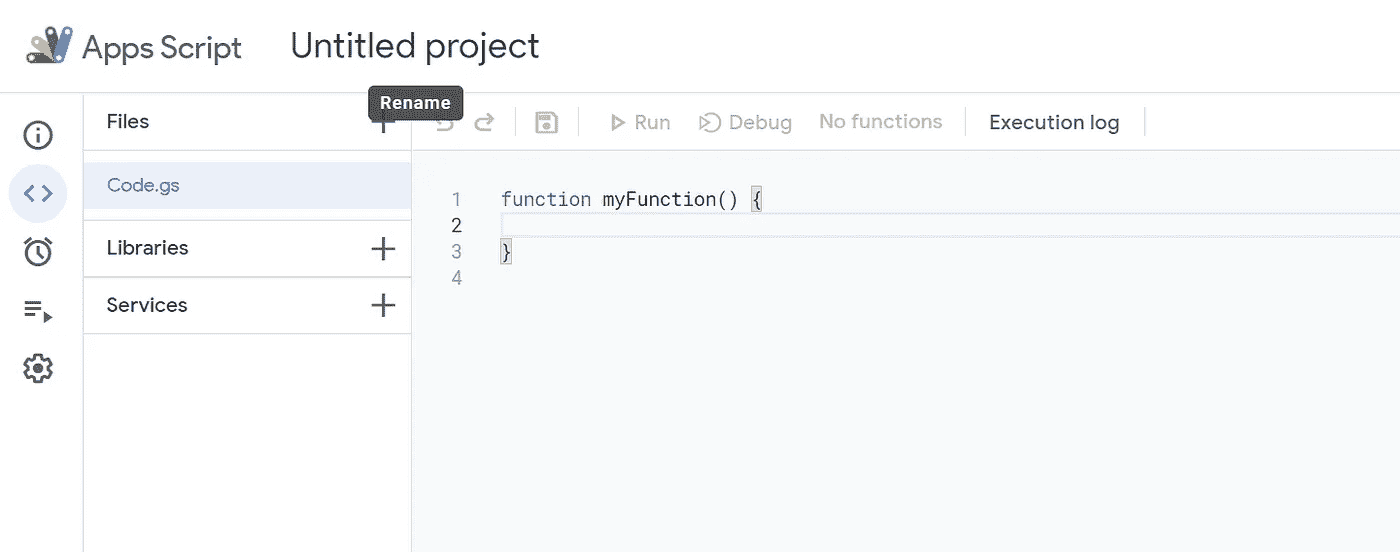 Apps Script Untitled project
Rename
Files
Run Debug No functions Execution log
Code.gs
Libraries
Services
1 function myFunction() {
2
3 }
4